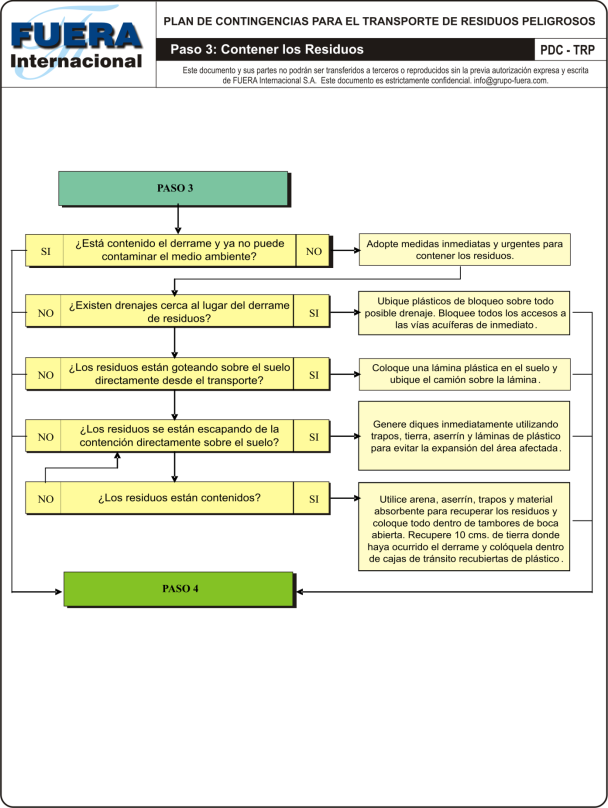 FUERA
Internacional
PLAN DE CONTINGENCIAS PARA EL TRANSPORTE DE RESIDUOS PELIGROSOS
Paso 3: Contener los Residuos
PDC - TRP
Este documento y sus partes no podrán ser transferidos a terceros o reproducidos sin la previa autorización expresa y escrita
de FUERA Internacional S.A. Este documento es estrictamente confidencial. info@grupo-fuera.com.
PASO 3
SI
¿Está contenido el derrame y ya no puede
contaminar el medio ambiente?
NO
Adopte medidas inmediatas y urgentes para
contener los residuos.
NO
¿Existen drenajes cerca al lugar del derrame
de residuos?
SI
Ubique plásticos de bloqueo sobre todo
posible drenaje. Bloquee todos los accesos a
las vías acuíferas de inmediato.
NO
¿Los residuos están goteando sobre el suelo
directamente desde el transporte?
SI
Coloque una lámina plástica en el suelo y
ubique el camión sobre la lámina.
NO
¿Los residuos se están escapando de la
contención directamente sobre el suelo?
SI
Genere diques inmediatamente utilizando
trapos, tierra, aserrín y láminas de plástico
para evitar la expansión del área afectada.
NO
¿Los residuos están contenidos?
SI
Utilice arena, aserrín, trapos y material
absorbente para recuperar los residuos y
coloque todo dentro de tambores de boca
abierta. Recupere 10 cms. de tierra donde
haya ocurrido el derrame y colóquela dentro
de cajas de tránsito recubiertas de plástico.
PASO 4